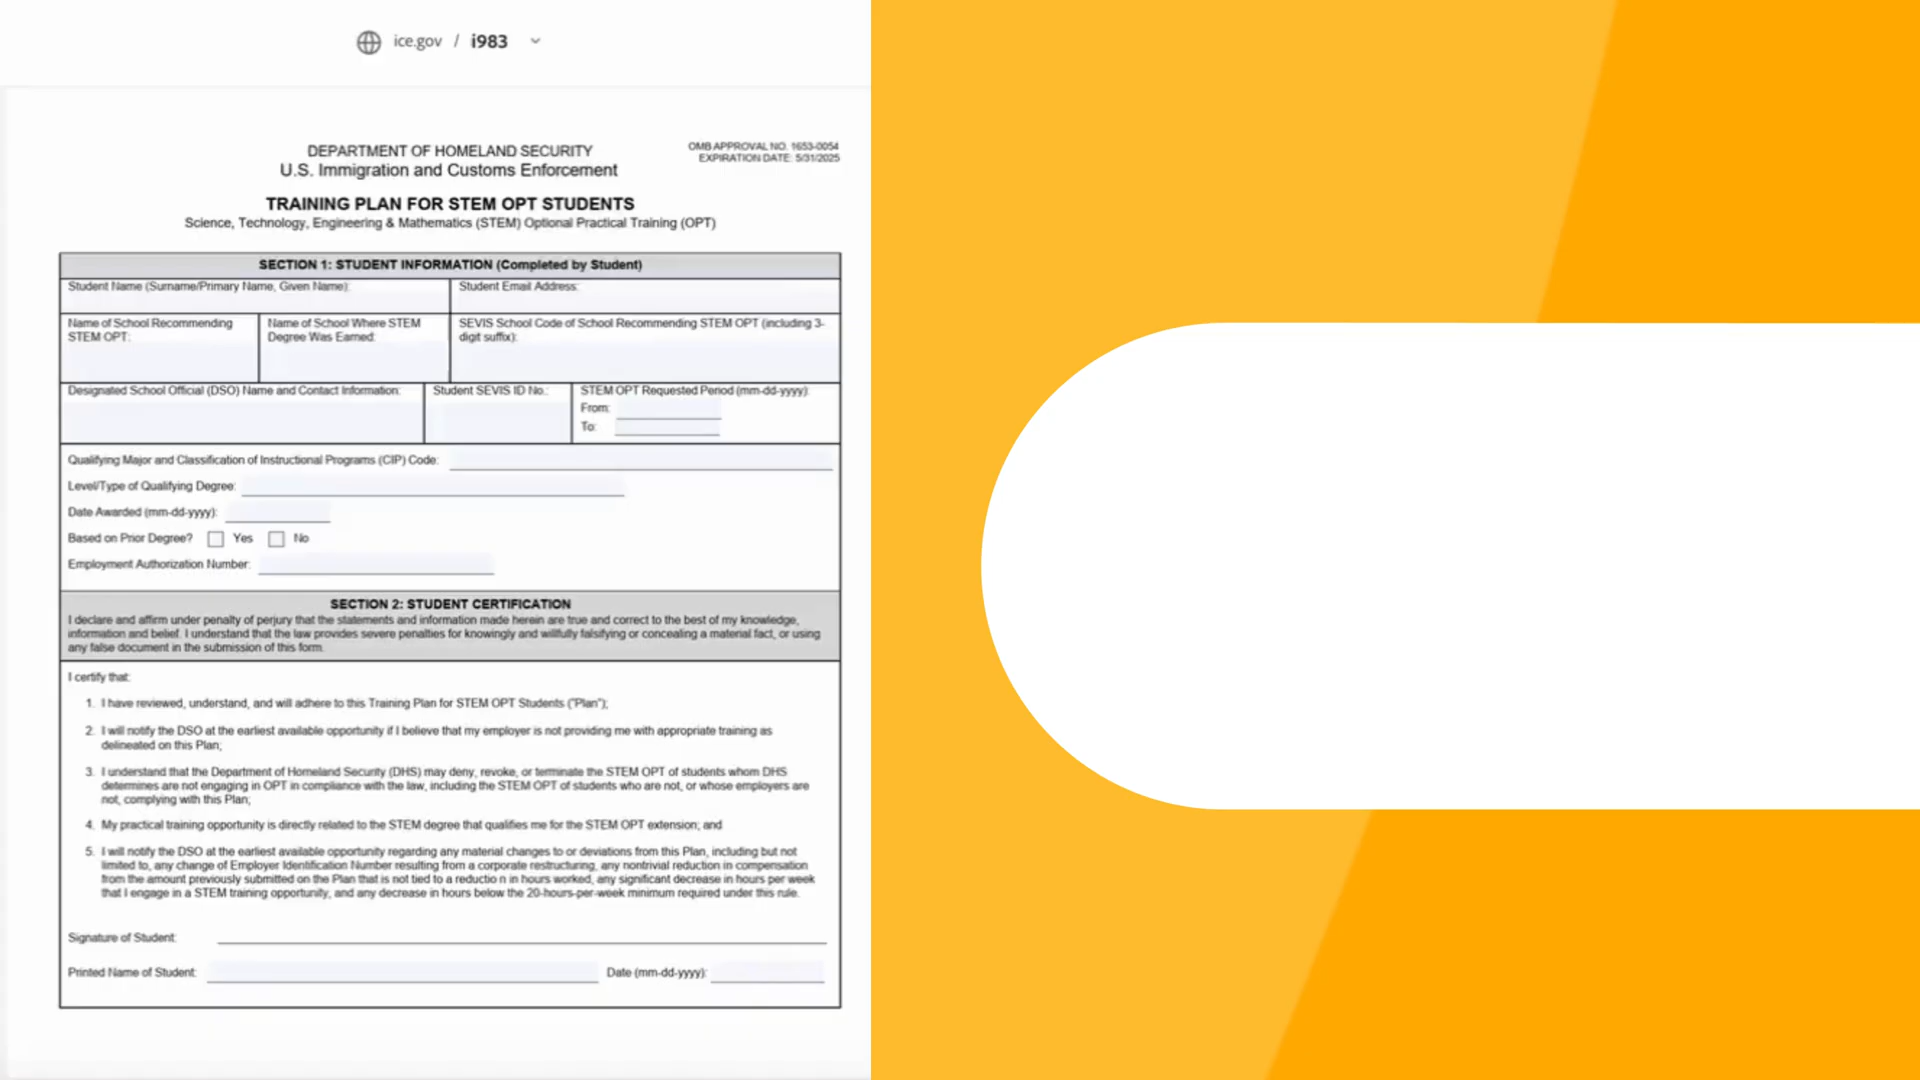 ice.gov / i983
DEPARTMENT OF HOMELAND SECURITY
U.S. Immigration and Customs Enforcement
OMB APPROVAL NO. 1653-0054
EXPIRATION DATE: 5/31/2025
TRAINING PLAN FOR STEM OPT STUDENTS
Science, Technology, Engineering & Mathematics (STEM) Optional Practical Training (OPT)
SECTION 1: STUDENT INFORMATION (Completed by Student)
Student Name (Surname/Primary Name, Given Name):
Student Email Address:
Name of School Recommending
STEM OPT:
Name of School Where STEM
Degree Was Earned:
SEVIS School Code of School Recommending STEM OPT (including 3-
digit suffix):
Designated School Official (DSO) Name and Contact Information:
Student SEVIS ID No.:
STEM OPT Requested Period (mm-dd-yyyy):
From:
To:
Qualifying Major and Classification of Instructional Programs (CIP) Code:
Level/Type of Qualifying Degree:
Date Awarded (mm-dd-yyyy):
Based on Prior Degree? Yes No
Employment Authorization Number:
SECTION 2: STUDENT CERTIFICATION
I declare and affirm under penalty of perjury that the statements and information made herein are true and correct to the best of my knowledge,
information and belief. I understand that the law provides severe penalties for knowingly and willfully falsifying or concealing a material fact, or using
any false document in the submission of this form.
I certify that:
1. I have reviewed, understand, and will adhere to this Training Plan for STEM OPT Students ("Plan");
2. I will notify the DSO at the earliest available opportunity if I believe that my employer is not providing me with appropriate training as
delineated on this Plan;
3. I understand that the Department of Homeland Security (DHS) may deny, revoke, or terminate the STEM OPT of students whom DHS
determines are not engaging in OPT in compliance with the law, including the STEM OPT of students who are not, or whose employers are
not, complying with this Plan;
4. My practical training opportunity is directly related to the STEM degree that qualifies me for the STEM OPT extension; and
5. I will notify the DSO at the earliest available opportunity regarding any material changes to or deviations from this Plan, including but not
limited to, any change of Employer Identification Number resulting from a corporate restructuring, any nontrivial reduction in compensation
from the amount previously submitted on the Plan that is not tied to a reductio n in hours worked, any significant decrease in hours per week
that I engage in a STEM training opportunity, and any decrease in hours below the 20-hours-per-week minimum required under this rule.
Signature of Student:
Printed Name of Student:
Date (mm-dd-yyyy):